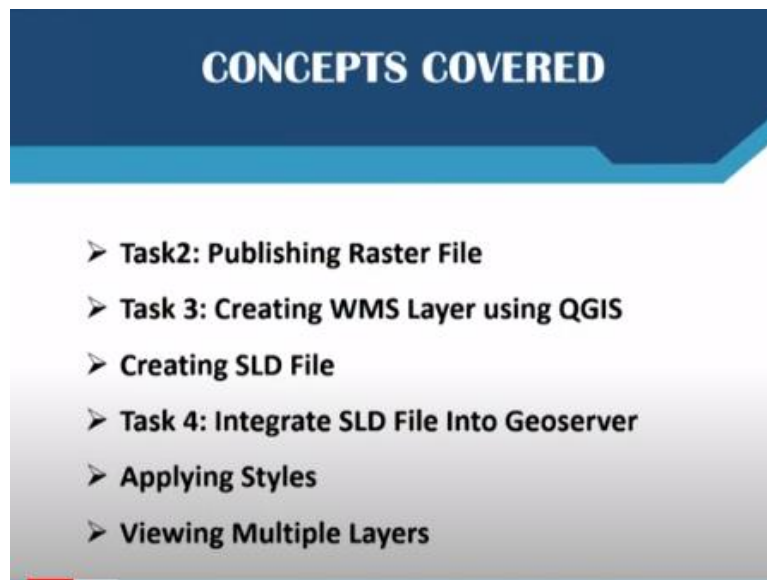 CONCEPTS COVERED
➢ Task2: Publishing Raster File
➢ Task 3: Creating WMS Layer using QGIS
➢ Creating SLD File
➢ Task 4: Integrate SLD File Into Geoserver
➢ Applying Styles
➢ Viewing Multiple Layers